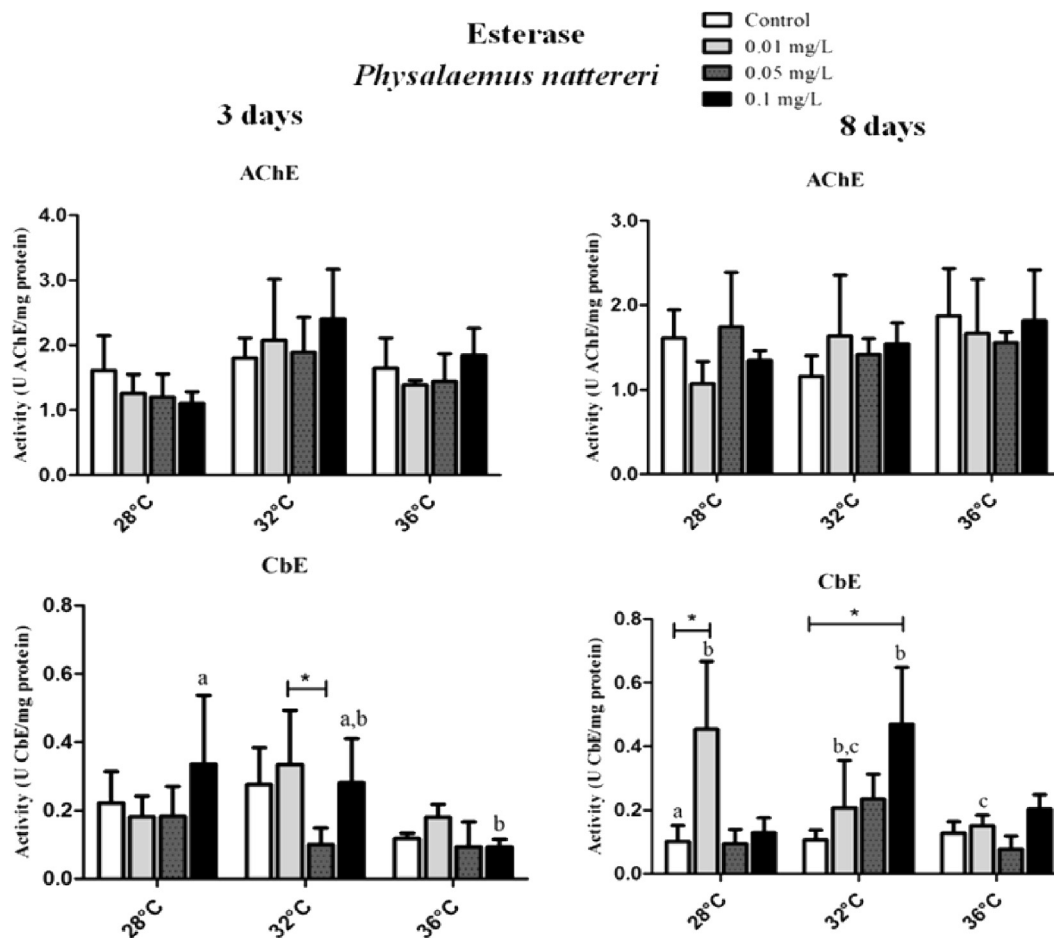 Esterase
Physalaemus nattereri
Control
0.01 mg/L
0.05 mg/L
0.1 mg/L
3 days
8 days
AChE
Activity (U AChE/mg protein)
4.0
3.0
2.0
1.0
0.0
28°C
32°C
36°C
AChE
Activity (U AChE/mg protein)
3.0
2.0
1.0
0.0
28°C
32°C
36°C
CbE
Activity (U CbE/mg protein)
0.8
0.6
0.4
0.2
0.0
a
*
a,b
b
28°C
32°C
36°C
CbE
Activity (U CbE/mg protein)
0.8
0.6
0.4
0.2
0.0
*
a
b
*
b,c
b
c
28°C
32°C
36°C